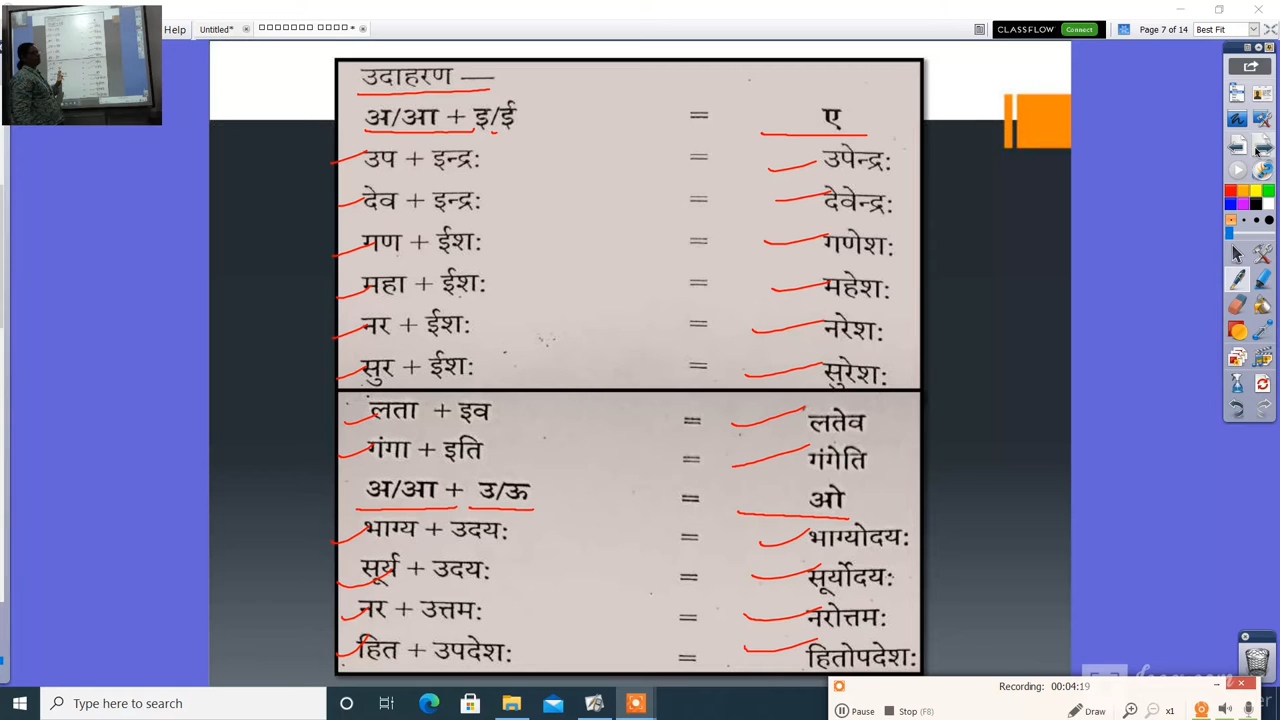 Help Untitled* CLASSFLOW Connect Page 7 of 14 Best Fit
उदाहरण —
अ/आ + इ/ई = ए
उप + इन्द्र: = उपेन्द्र:
देव + इन्द्र: = देवेन्द्र:
गण + ईश: = गणेश:
महा + ईश: = महेश:
नर + ईश: = नरेश:
सुर + ईश: = सुरेश:
लता + इव = लतेव
गंगा + इति = गंगेति
अ/आ + उ/ऊ = ओ
भाग्य + उदय: = भाग्योदय:
सूर्य + उदय: = सूर्योदय:
नर + उत्तम: = नरोत्तम:
हित + उपदेश: = हितोपदेश:
Recording: 00:04:19
Type here to search Pause Stop (F8) Draw x1